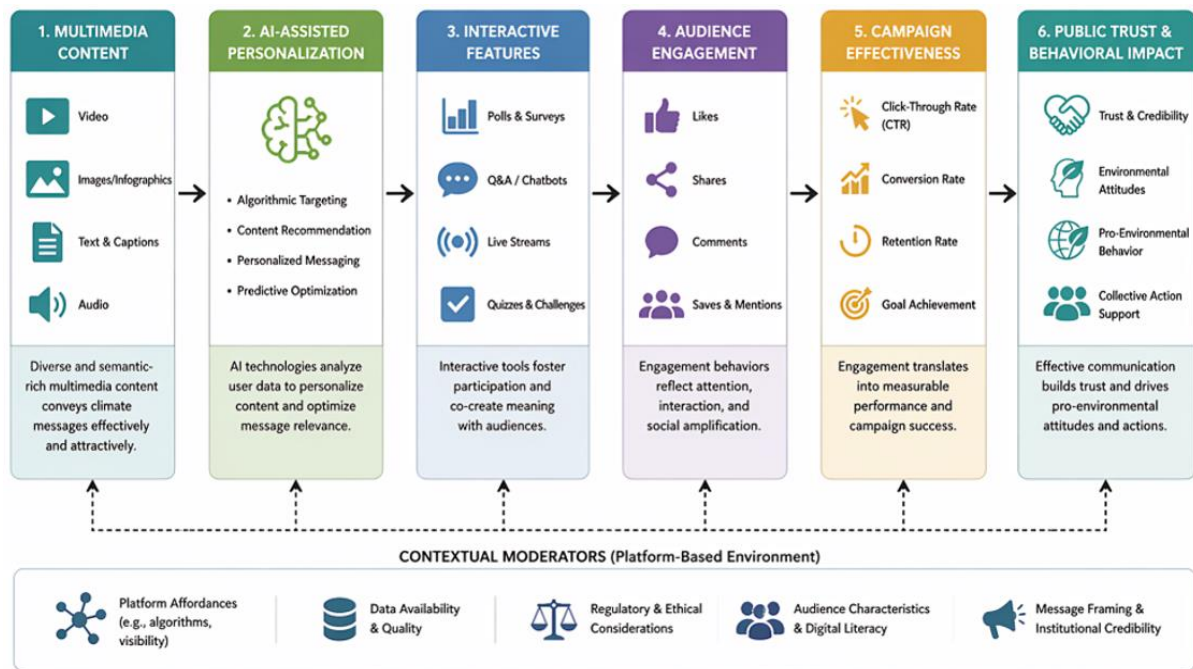 1. MULTIMEDIA
CONTENT
Video
Images/Infographics
Text & Captions
Audio
Diverse and semantic-
rich multimedia content
conveys climate
messages effectively
and attractively.
2. AI-ASSISTED
PERSONALIZATION
• Algorithmic Targeting
• Content Recommendation
• Personalized Messaging
• Predictive Optimization
AI technologies analyze
user data to personalize
content and optimize
message relevance.
3. INTERACTIVE
FEATURES
Polls & Surveys
Q&A / Chatbots
Live Streams
Quizzes & Challenges
Interactive tools foster
participation and
co-create meaning
with audiences.
4. AUDIENCE
ENGAGEMENT
Likes
Shares
Comments
Saves & Mentions
Engagement behaviors
reflect attention,
interaction, and
social amplification.
5. CAMPAIGN
EFFECTIVENESS
Click-Through Rate
(CTR)
Conversion Rate
Retention Rate
Goal Achievement
Engagement translates
into measurable
performance and
campaign success.
6. PUBLIC TRUST &
BEHAVIORAL IMPACT
Trust & Credibility
Environmental
Attitudes
Pro-Environmental
Behavior
Collective Action
Support
Effective communication
builds trust and drives
pro-environmental
attitudes and actions.
CONTEXTUAL MODERATORS (Platform-Based Environment)
Platform Affordances
(e.g., algorithms,
visibility)
Data Availability
& Quality
Regulatory & Ethical
Considerations
Audience Characteristics
& Digital Literacy
Message Framing &
Institutional Credibility